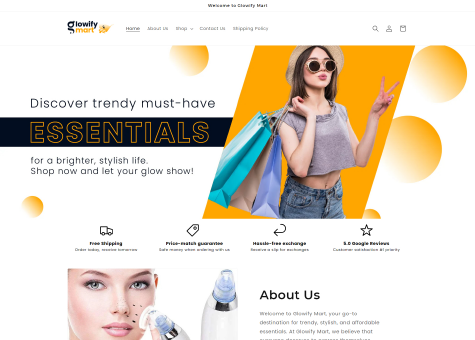 Welcome to Glowify Mart
glowify
mart
Home About Us Shop Contact Us Shipping Policy
Discover trendy must-have
ESSENTIALS
for a brighter, stylish life.
Shop now and let your glow show!
Free Shipping
Order today, receive tomorrow
Price-match guarantee
Safe money when ordering with us
Hassle-free exchange
Receive a slip for exchanges
5.0 Google Reviews
Customer satisfaction #1 priority
About Us
Welcome to Glowify Mart, your go-to
destination for trendy, stylish, and affordable
essentials. At Glowify Mart, we believe that